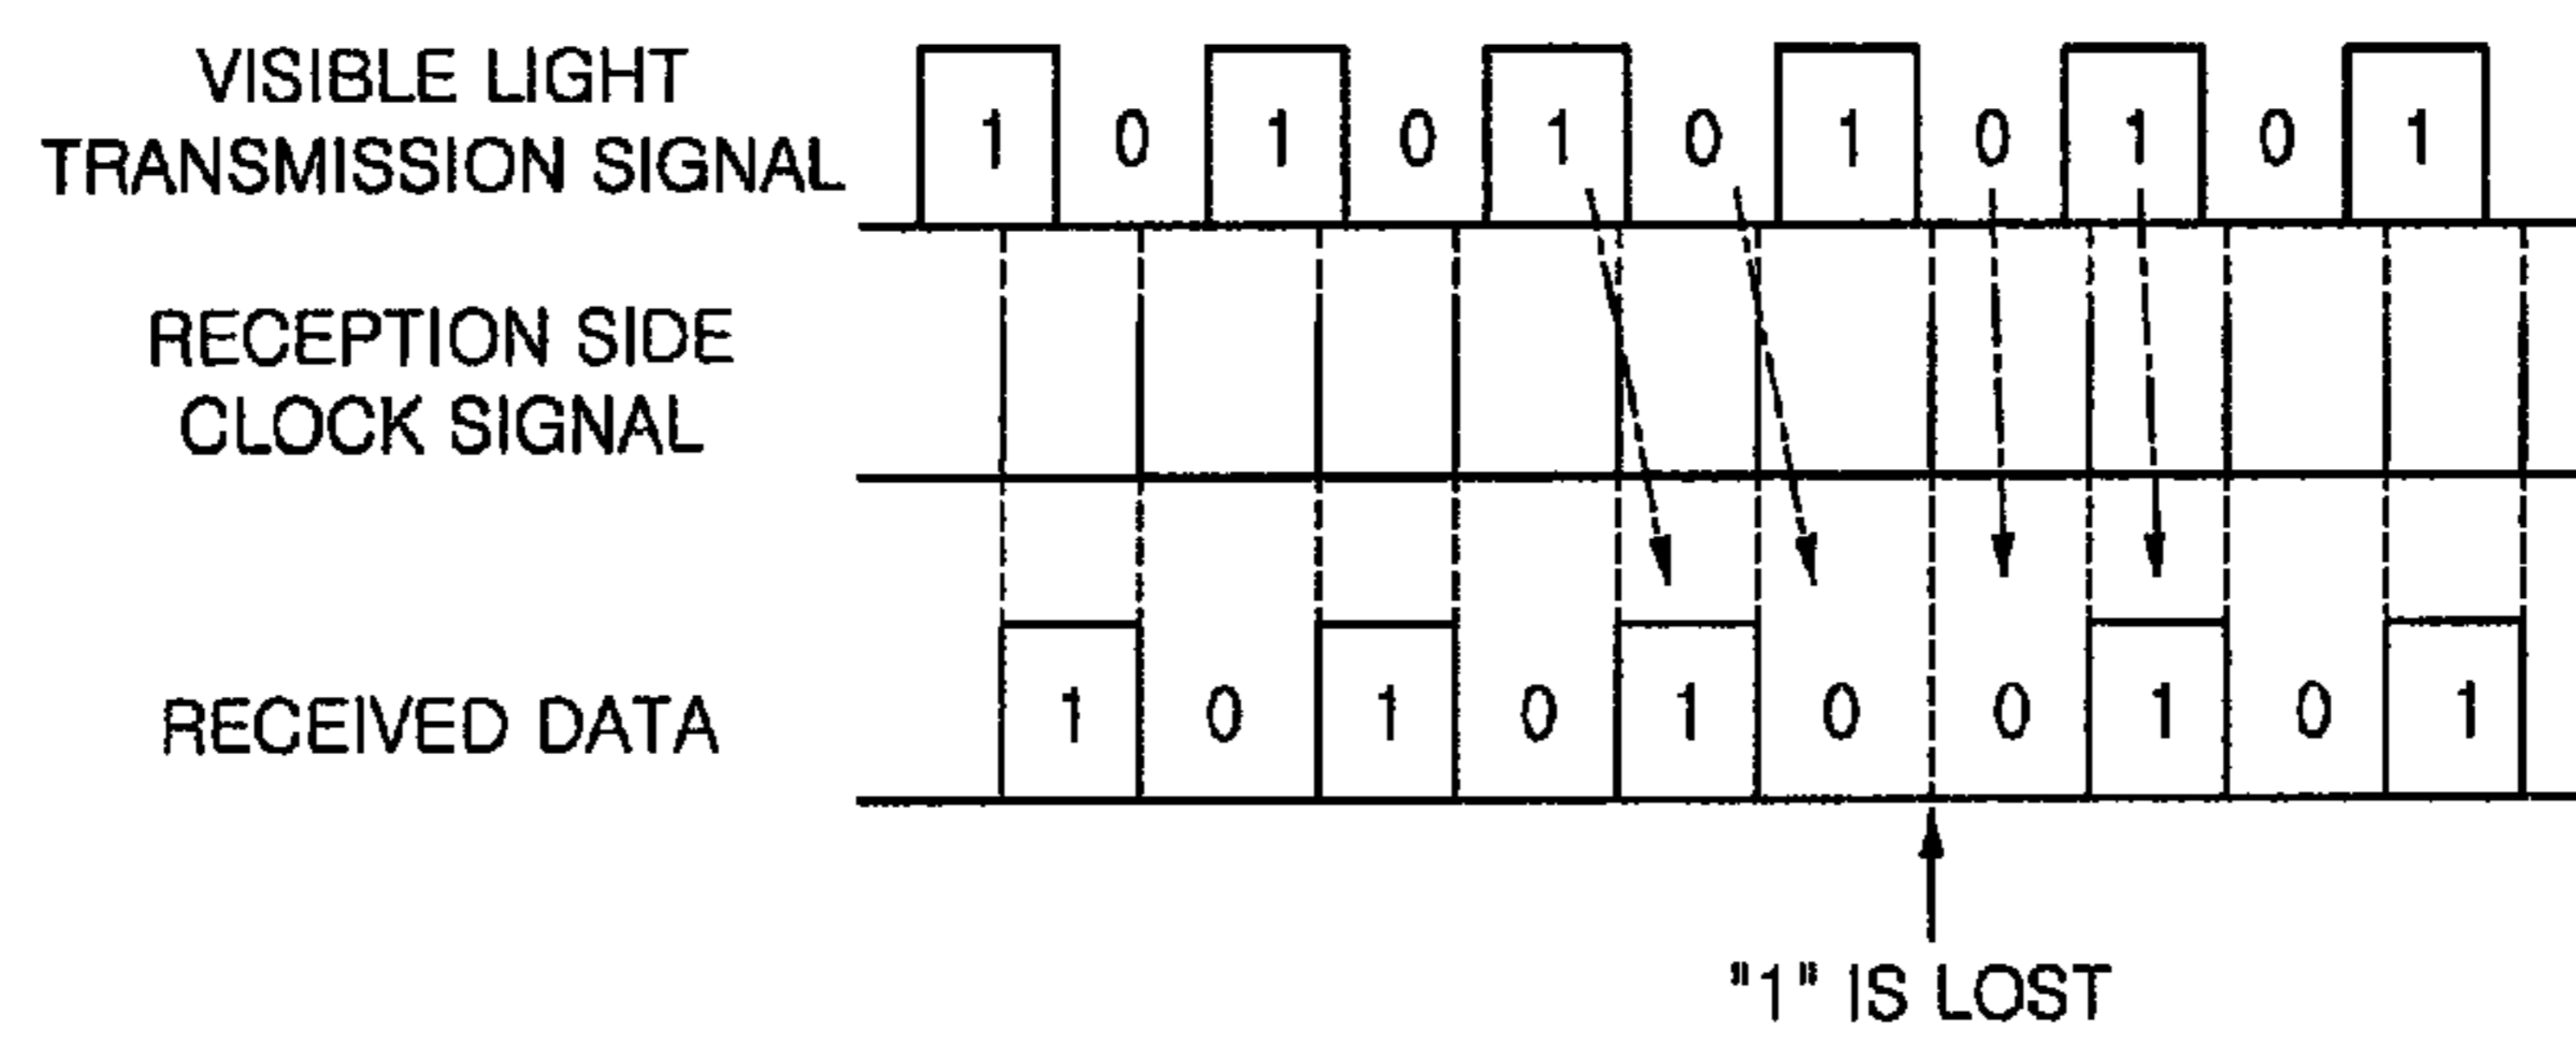 VISIBLE LIGHT
TRANSMISSION SIGNAL
1 0 1 0 1 0 1 0 1 0 1
RECEPTION SIDE
CLOCK SIGNAL
RECEIVED DATA
1 0 1 0 1 0 0 1 0 1
"1" IS LOST